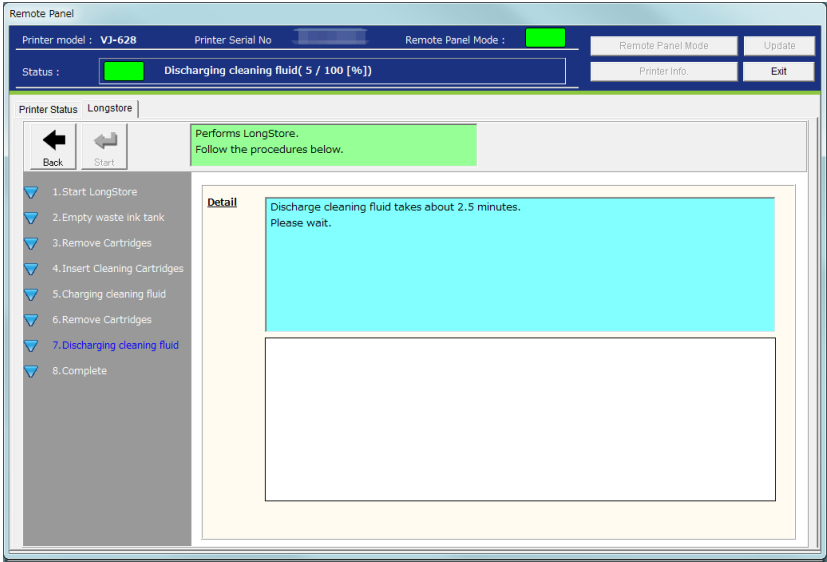 Remote Panel
Printer model : VJ-628 Printer Serial No Remote Panel Mode :
Remote Panel Mode Update
Status : Discharging cleaning fluid( 5 / 100 [%])
Printer Info. Exit
Printer Status Longstore
Back Start
Performs LongStore.
Follow the procedures below.
1.Start LongStore
2.Empty waste ink tank
3.Remove Cartridges
4.Insert Cleaning Cartridges
5.Charging cleaning fluid
6.Remove Cartridges
7.Discharging cleaning fluid
8.Complete
Detail
Discharge cleaning fluid takes about 2.5 minutes.
Please wait.